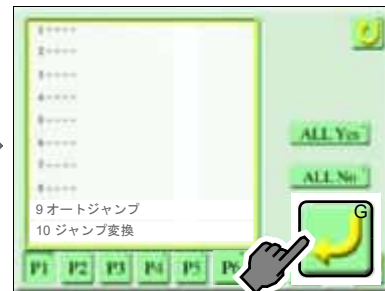 1 ----
2 ----
3 ----
4 ----
5 ----
6 ----
7 ----
8 ----
9 オートジャンプ
10 ジャンプ変換
ALL Yes
ALL No
G
P1 P2 P3 P4 P5 P6